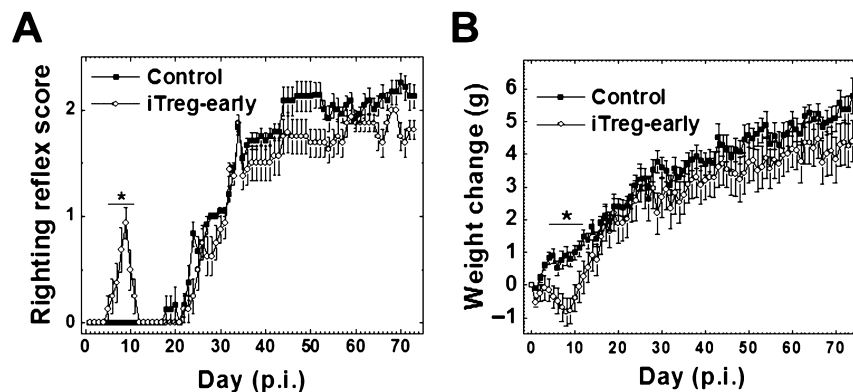 A
Righting reflex score
2
1
0
Control
iTreg-early
*
0 10 20 30 40 50 60 70
Day (p.i.)
B
Weight change (g)
6
5
4
3
2
1
0
−1
Control
iTreg-early
*
0 10 20 30 40 50 60 70
Day (p.i.)